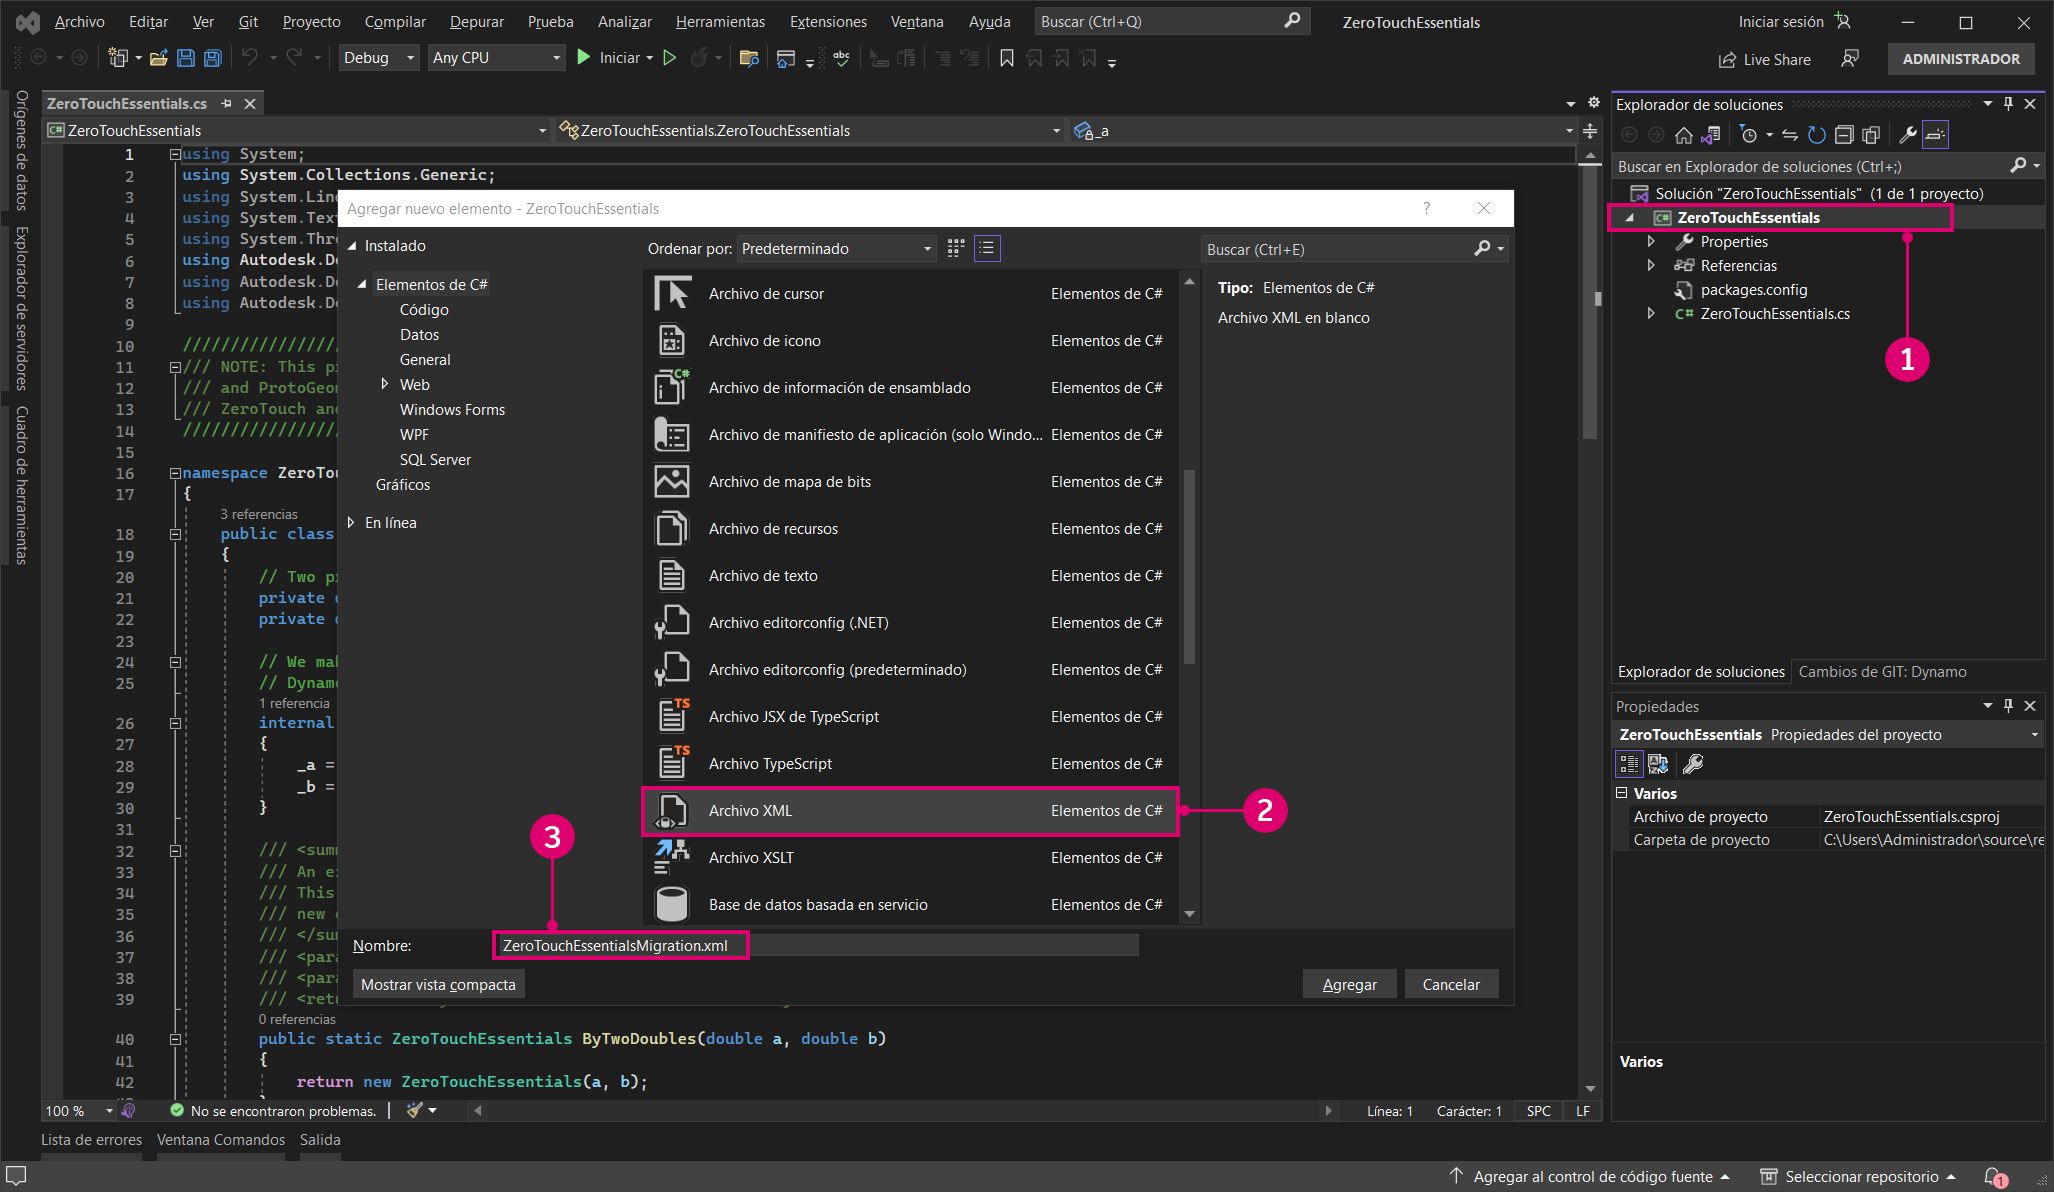 Archivo Editar Ver Git Proyecto Compilar Depurar Prueba Analizar Herramientas Extensiones Ventana Ayuda Buscar (Ctrl+Q) ZeroTouchEssentials Iniciar sesión
Debug Any CPU Iniciar abc Live Share ADMINISTRADOR
Orígenes de datos
Explorador de servidores
Cuadro de herramientas
ZeroTouchEssentials.cs
C# ZeroTouchEssentials ZeroTouchEssentials.ZeroTouchEssentials _a
1 using System;
2 using System.Collections.Generic;
3 using System.Lin
4 using System.Tex
5 using System.Thr
6 using Autodesk.D
7 using Autodesk.D
8 using Autodesk.D
9
10 ////////////////
11 /// NOTE: This p
12 /// and ProtoGeo
13 /// ZeroTouch an
14 ////////////////
15
16 namespace ZeroTo
17 {
3 referencias
18 public class
19 {
20 // Two p
21 private
22 private
23
24 // We ma
25 // Dynam
1 referencia
26 internal
27 {
28 _a =
29 _b =
30 }
31
32 /// <sum
33 /// An e
34 /// This
35 /// new
36 /// </su
37 /// <par
38 /// <par
39 /// <ret
0 referencias
40 public static ZeroTouchEssentials ByTwoDoubles(double a, double b)
41 {
42 return new ZeroTouchEssentials(a, b);
Agregar nuevo elemento - ZeroTouchEssentials ?
Instalado
Elementos de C#
Código
Datos
General
Web
Windows Forms
WPF
SQL Server
Gráficos
En línea
Ordenar por: Predeterminado
Archivo de cursor Elementos de C#
Archivo de icono Elementos de C#
C# Archivo de información de ensamblado Elementos de C#
Archivo de manifiesto de aplicación (solo Windo... Elementos de C#
Archivo de mapa de bits Elementos de C#
Archivo de recursos Elementos de C#
Archivo de texto Elementos de C#
Archivo editorconfig (.NET) Elementos de C#
Archivo editorconfig (predeterminado) Elementos de C#
TS Archivo JSX de TypeScript Elementos de C#
TS Archivo TypeScript Elementos de C#
Archivo XML Elementos de C#
Archivo XSLT Elementos de C#
Base de datos basada en servicio Elementos de C#
2
3
Buscar (Ctrl+E)
Tipo: Elementos de C#
Archivo XML en blanco
Nombre: ZeroTouchEssentialsMigration.xml
Mostrar vista compacta Agregar Cancelar
100 % No se encontraron problemas. Línea: 1 Carácter: 1 SPC LF
Lista de errores Ventana Comandos Salida
Explorador de soluciones
Buscar en Explorador de soluciones (Ctrl+;)
Solución "ZeroTouchEssentials" (1 de 1 proyecto)
C# ZeroTouchEssentials
Properties
Referencias
packages.config
C# ZeroTouchEssentials.cs
1
Explorador de soluciones Cambios de GIT: Dynamo
Propiedades
ZeroTouchEssentials Propiedades del proyecto
Varios
Archivo de proyecto ZeroTouchEssentials.csproj
Carpeta de proyecto C:\Users\Administrador\source\re
Varios
Agregar al control de código fuente Seleccionar repositorio 1